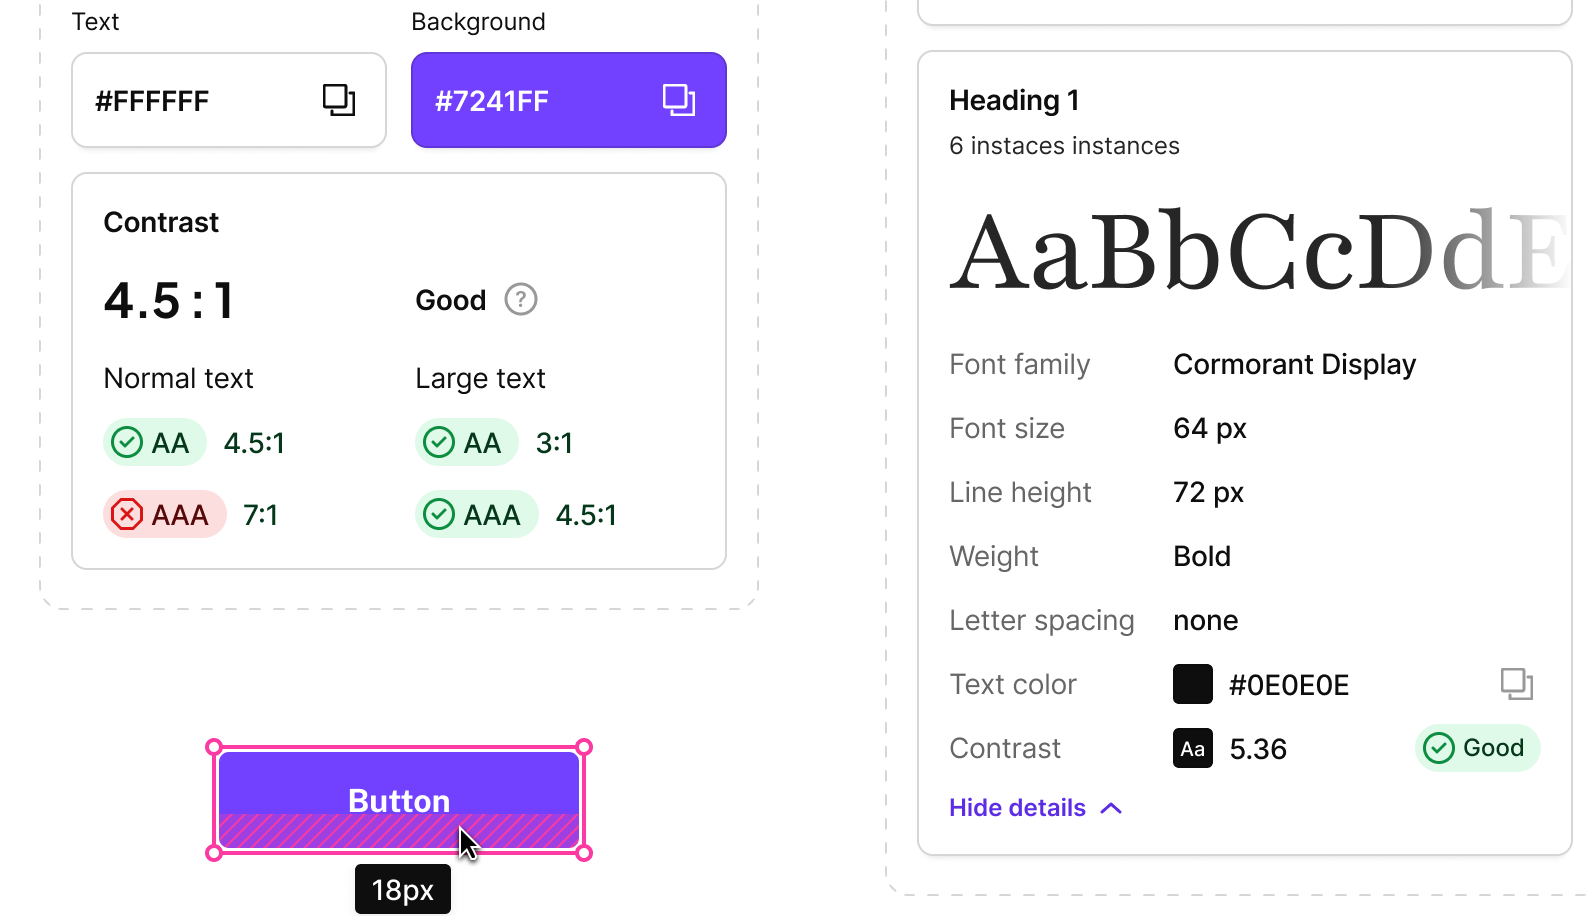 Text
Background
#FFFFFF
#7241FF
Contrast
4.5 : 1
Good ?
Normal text
Large text
AA 4.5:1
AA 3:1
AAA 7:1
AAA 4.5:1
Button
18px
Heading 1
6 instaces instances
AaBbCcDdE
Font family Cormorant Display
Font size 64 px
Line height 72 px
Weight Bold
Letter spacing none
Text color #0E0E0E
Contrast Aa 5.36 Good
Hide details